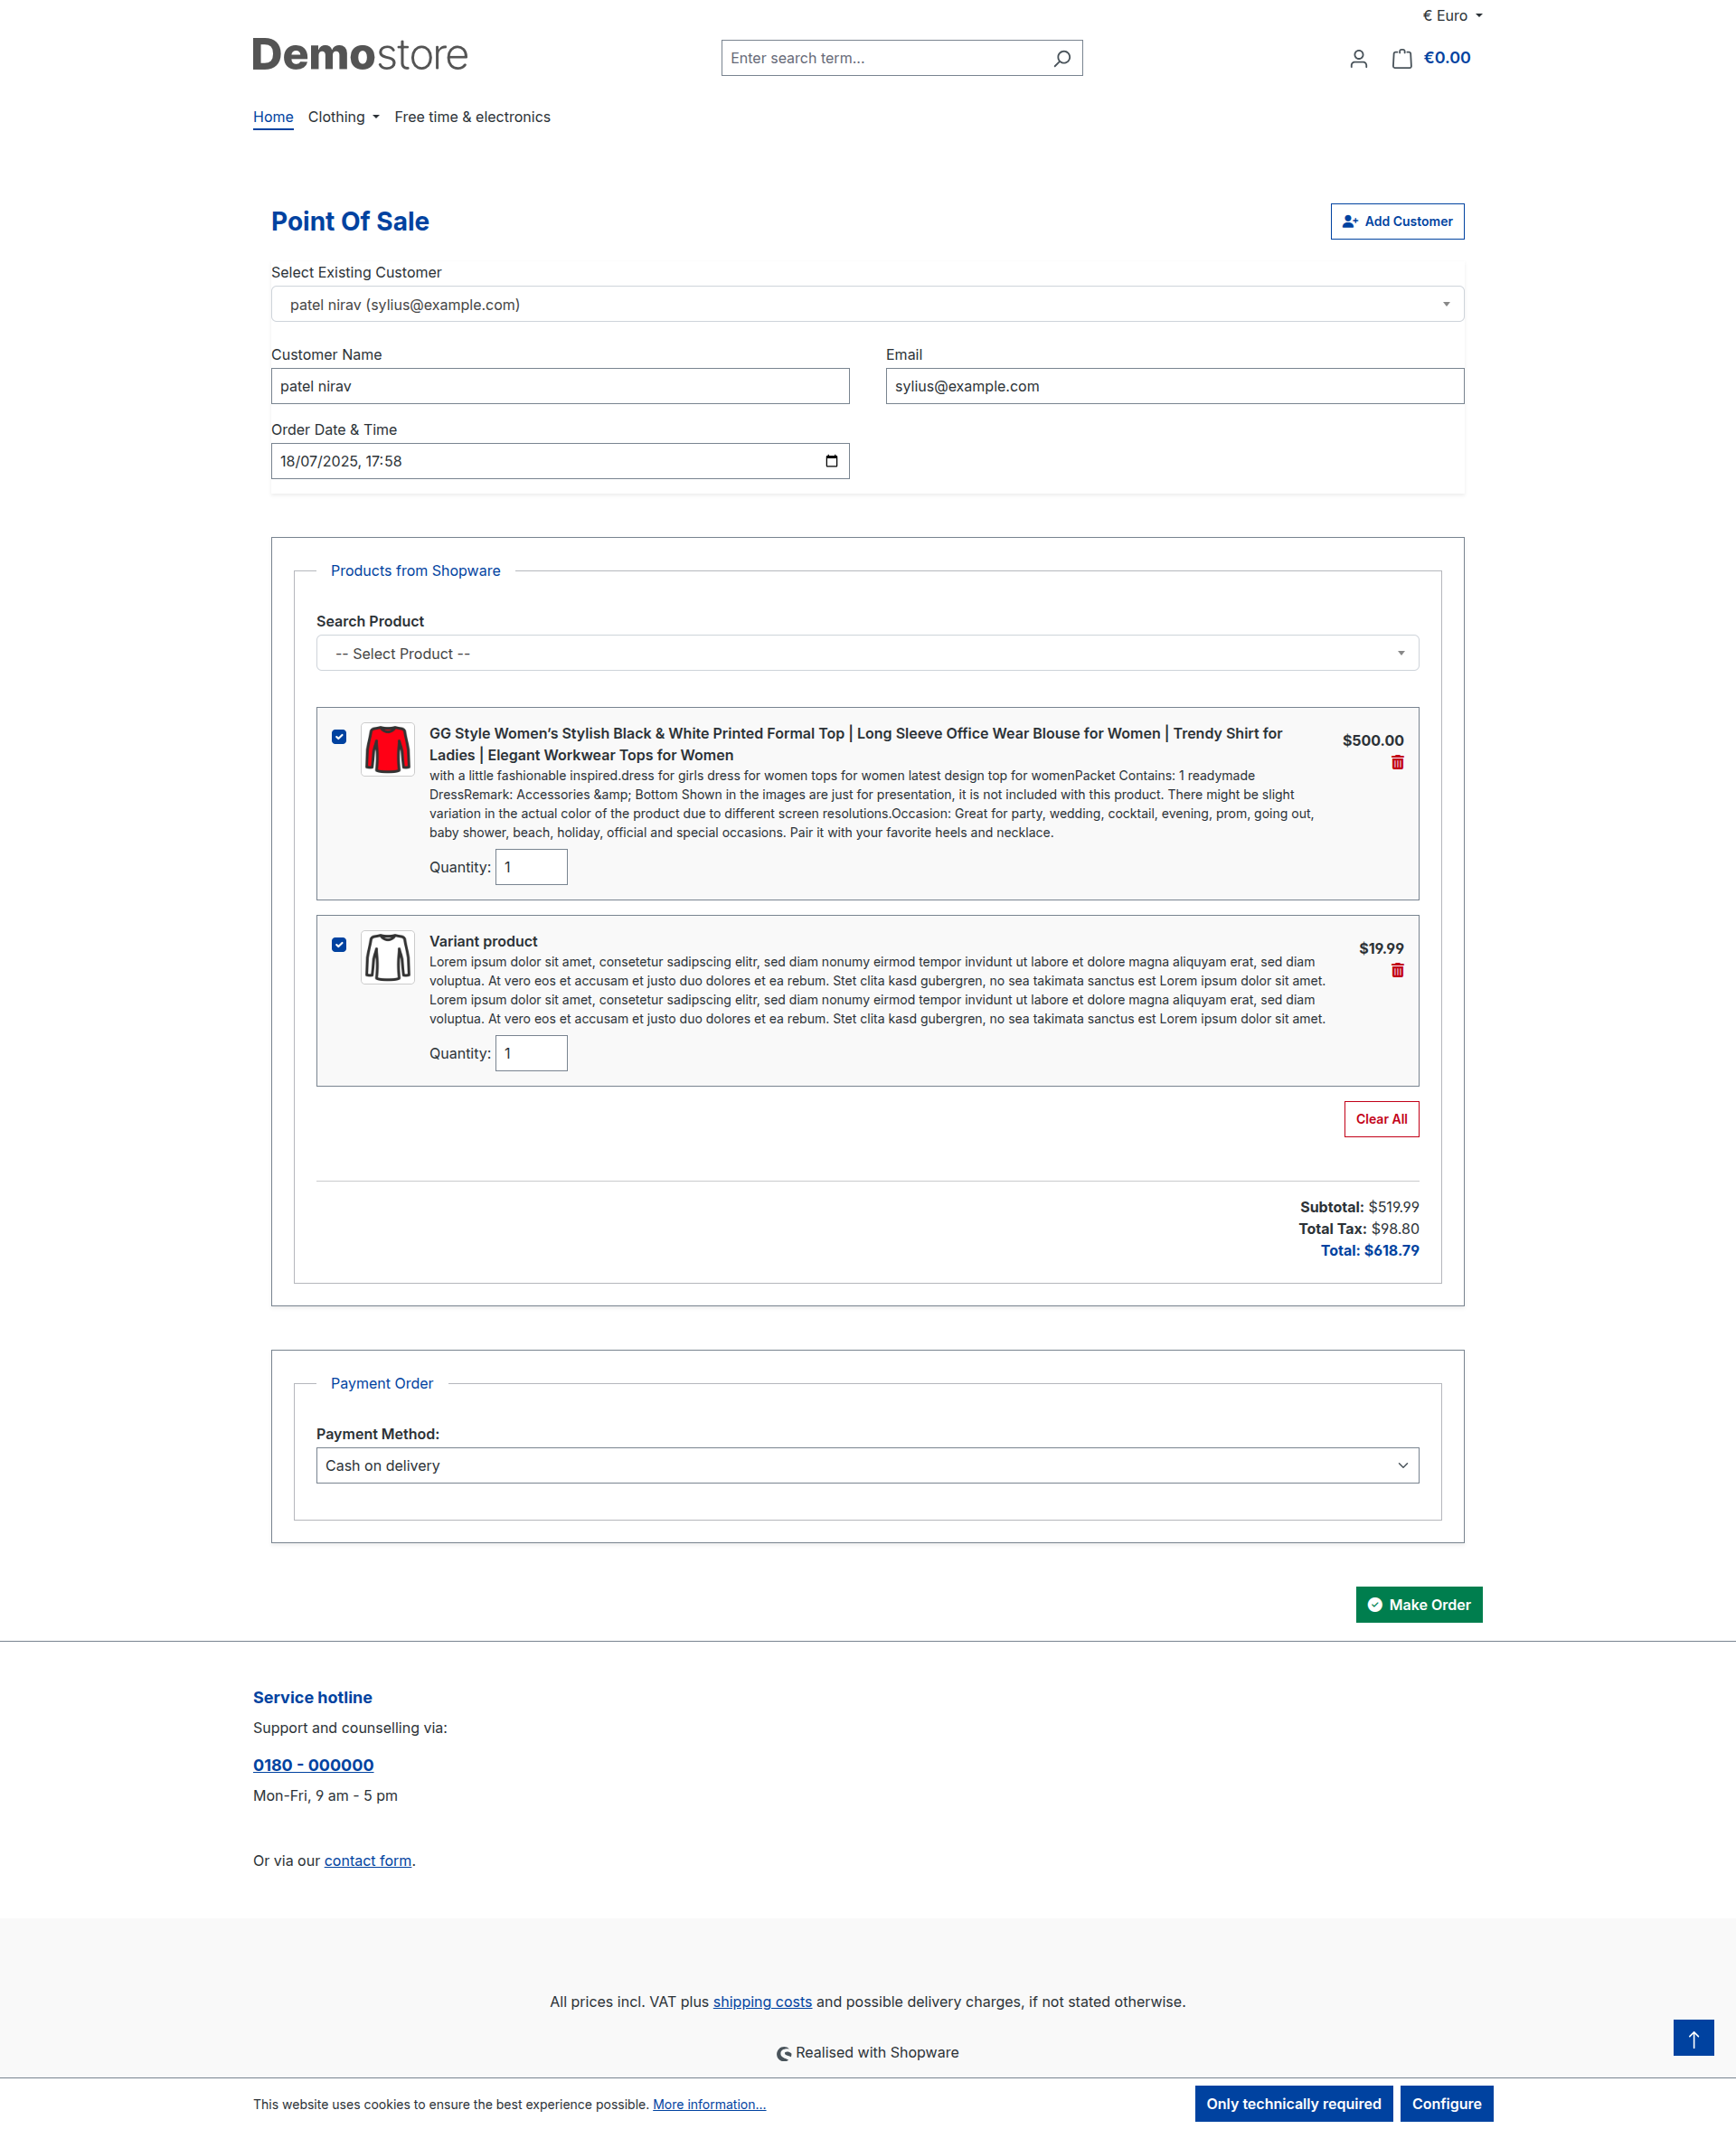 € Euro
Demostore
Enter search term...
€0.00
Home Clothing Free time & electronics
Point Of Sale
Add Customer
Select Existing Customer
patel nirav (sylius@example.com)
Customer Name
Email
patel nirav
sylius@example.com
Order Date & Time
18/07/2025, 17:58
Products from Shopware
Search Product
-- Select Product --
GG Style Women’s Stylish Black & White Printed Formal Top | Long Sleeve Office Wear Blouse for Women | Trendy Shirt for
Ladies | Elegant Workwear Tops for Women
$500.00
with a little fashionable inspired.dress for girls dress for women tops for women latest design top for womenPacket Contains: 1 readymade
DressRemark: Accessories &amp; Bottom Shown in the images are just for presentation, it is not included with this product. There might be slight
variation in the actual color of the product due to different screen resolutions.Occasion: Great for party, wedding, cocktail, evening, prom, going out,
baby shower, beach, holiday, official and special occasions. Pair it with your favorite heels and necklace.
Quantity: 1
Variant product
$19.99
Lorem ipsum dolor sit amet, consetetur sadipscing elitr, sed diam nonumy eirmod tempor invidunt ut labore et dolore magna aliquyam erat, sed diam
voluptua. At vero eos et accusam et justo duo dolores et ea rebum. Stet clita kasd gubergren, no sea takimata sanctus est Lorem ipsum dolor sit amet.
Lorem ipsum dolor sit amet, consetetur sadipscing elitr, sed diam nonumy eirmod tempor invidunt ut labore et dolore magna aliquyam erat, sed diam
voluptua. At vero eos et accusam et justo duo dolores et ea rebum. Stet clita kasd gubergren, no sea takimata sanctus est Lorem ipsum dolor sit amet.
Quantity: 1
Clear All
Subtotal: $519.99
Total Tax: $98.80
Total: $618.79
Payment Order
Payment Method:
Cash on delivery
Make Order
Service hotline
Support and counselling via:
0180 - 000000
Mon-Fri, 9 am - 5 pm
Or via our contact form.
All prices incl. VAT plus shipping costs and possible delivery charges, if not stated otherwise.
Realised with Shopware
This website uses cookies to ensure the best experience possible. More information...
Only technically required
Configure